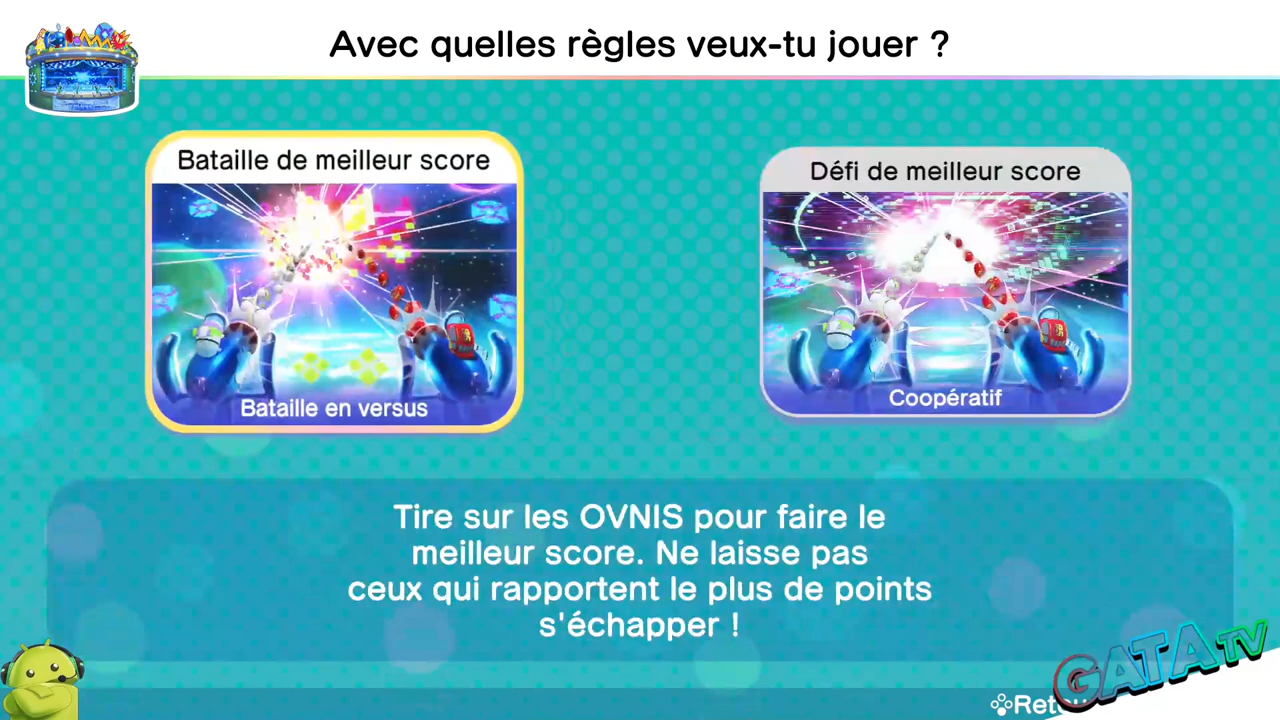 Avec quelles règles veux-tu jouer ?
Bataille de meilleur score
Bataille en versus
Défi de meilleur score
Coopératif
Tire sur les OVNIS pour faire le
meilleur score. Ne laisse pas
ceux qui rapportent le plus de points
s'échapper !
GATA TV